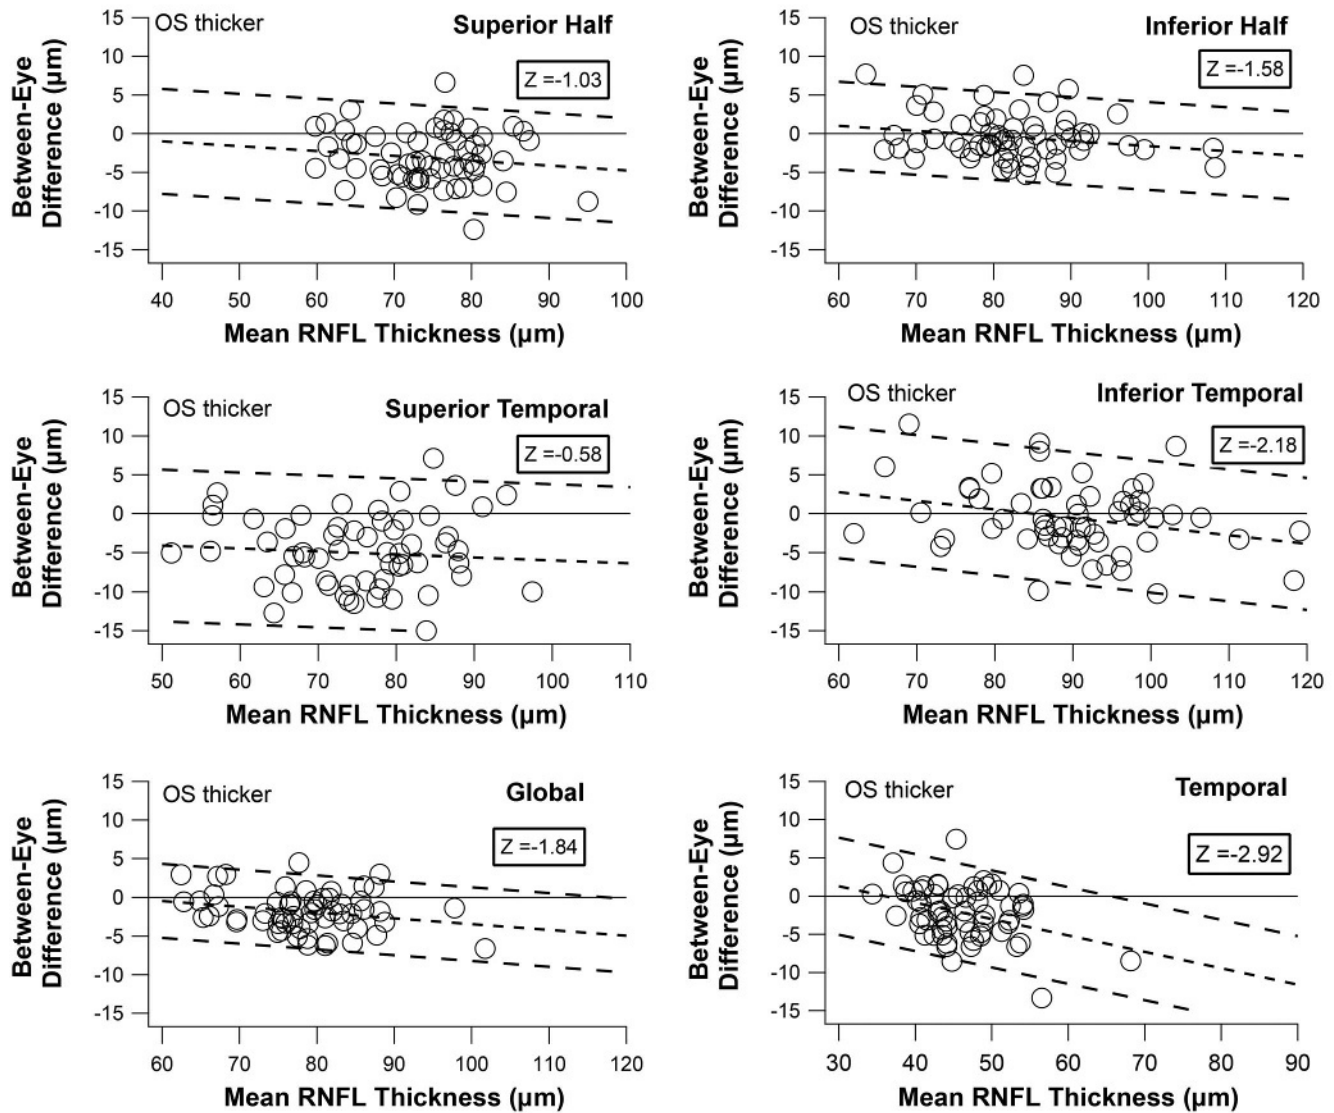 OS thicker
Superior Half
Z =-1.03
Between-Eye
Difference (µm)
15
10
5
0
-5
-10
-15
40 50 60 70 80 90 100
Mean RNFL Thickness (µm)
OS thicker
Inferior Half
Z =-1.58
Between-Eye
Difference (µm)
15
10
5
0
-5
-10
-15
60 70 80 90 100 110 120
Mean RNFL Thickness (µm)
OS thicker
Superior Temporal
Z =-0.58
Between-Eye
Difference (µm)
15
10
5
0
-5
-10
-15
50 60 70 80 90 100 110
Mean RNFL Thickness (µm)
OS thicker
Inferior Temporal
Z =-2.18
Between-Eye
Difference (µm)
15
10
5
0
-5
-10
-15
60 70 80 90 100 110 120
Mean RNFL Thickness (µm)
OS thicker
Global
Z =-1.84
Between-Eye
Difference (µm)
15
10
5
0
-5
-10
-15
60 70 80 90 100 110 120
Mean RNFL Thickness (µm)
OS thicker
Temporal
Z =-2.92
Between-Eye
Difference (µm)
15
10
5
0
-5
-10
-15
30 40 50 60 70 80 90
Mean RNFL Thickness (µm)